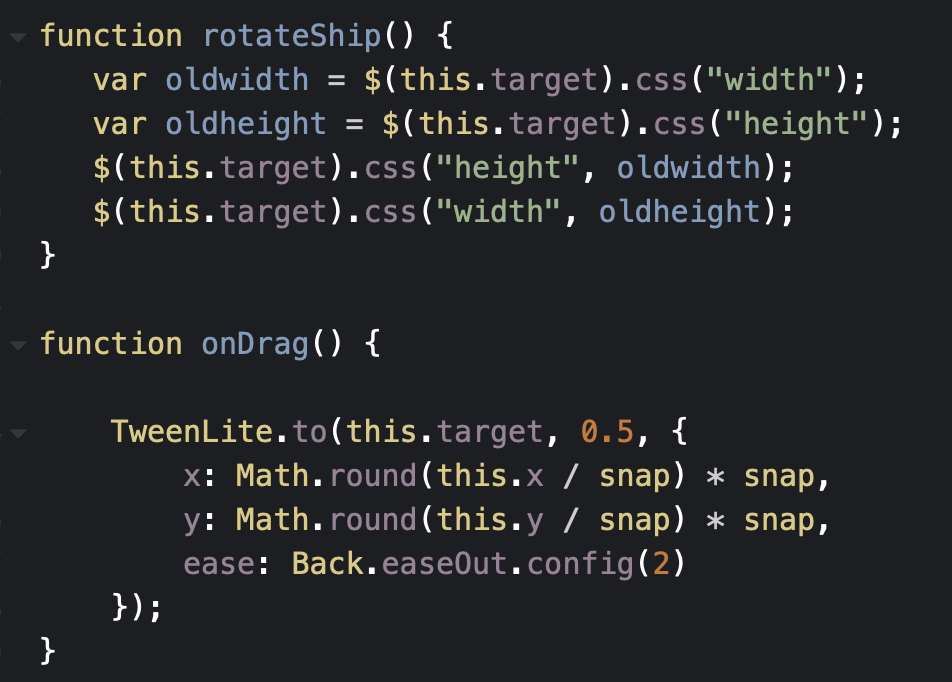 function rotateShip() {
   var oldwidth = $(this.target).css("width");
   var oldheight = $(this.target).css("height");
   $(this.target).css("height", oldwidth);
   $(this.target).css("width", oldheight);
}
function onDrag() {
    TweenLite.to(this.target, 0.5, {
        x: Math.round(this.x / snap) * snap,
        y: Math.round(this.y / snap) * snap,
        ease: Back.easeOut.config(2)
    });
}